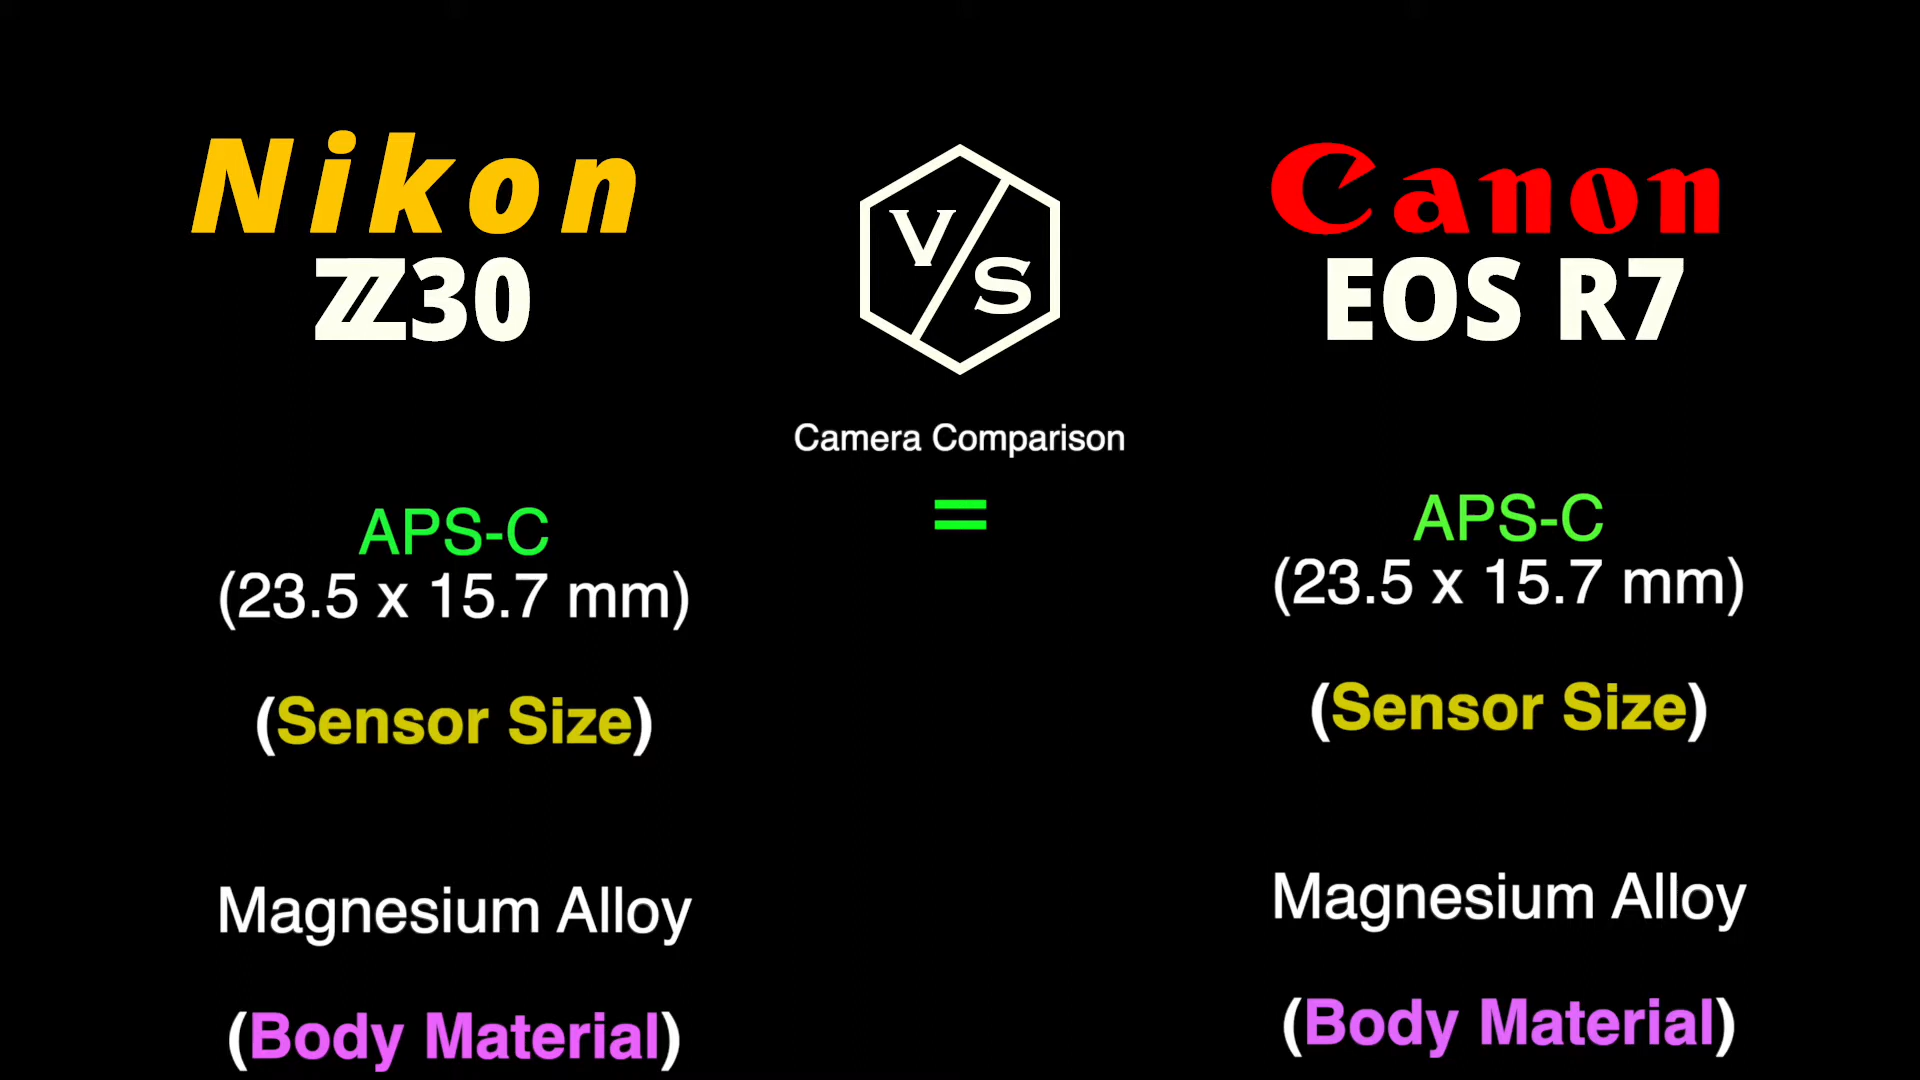 Nikon
Z30
VS
Canon
EOS R7
Camera Comparison
APS-C
(23.5 x 15.7 mm)
(Sensor Size)
Magnesium Alloy
(Body Material)
=
APS-C
(23.5 x 15.7 mm)
(Sensor Size)
Magnesium Alloy
(Body Material)